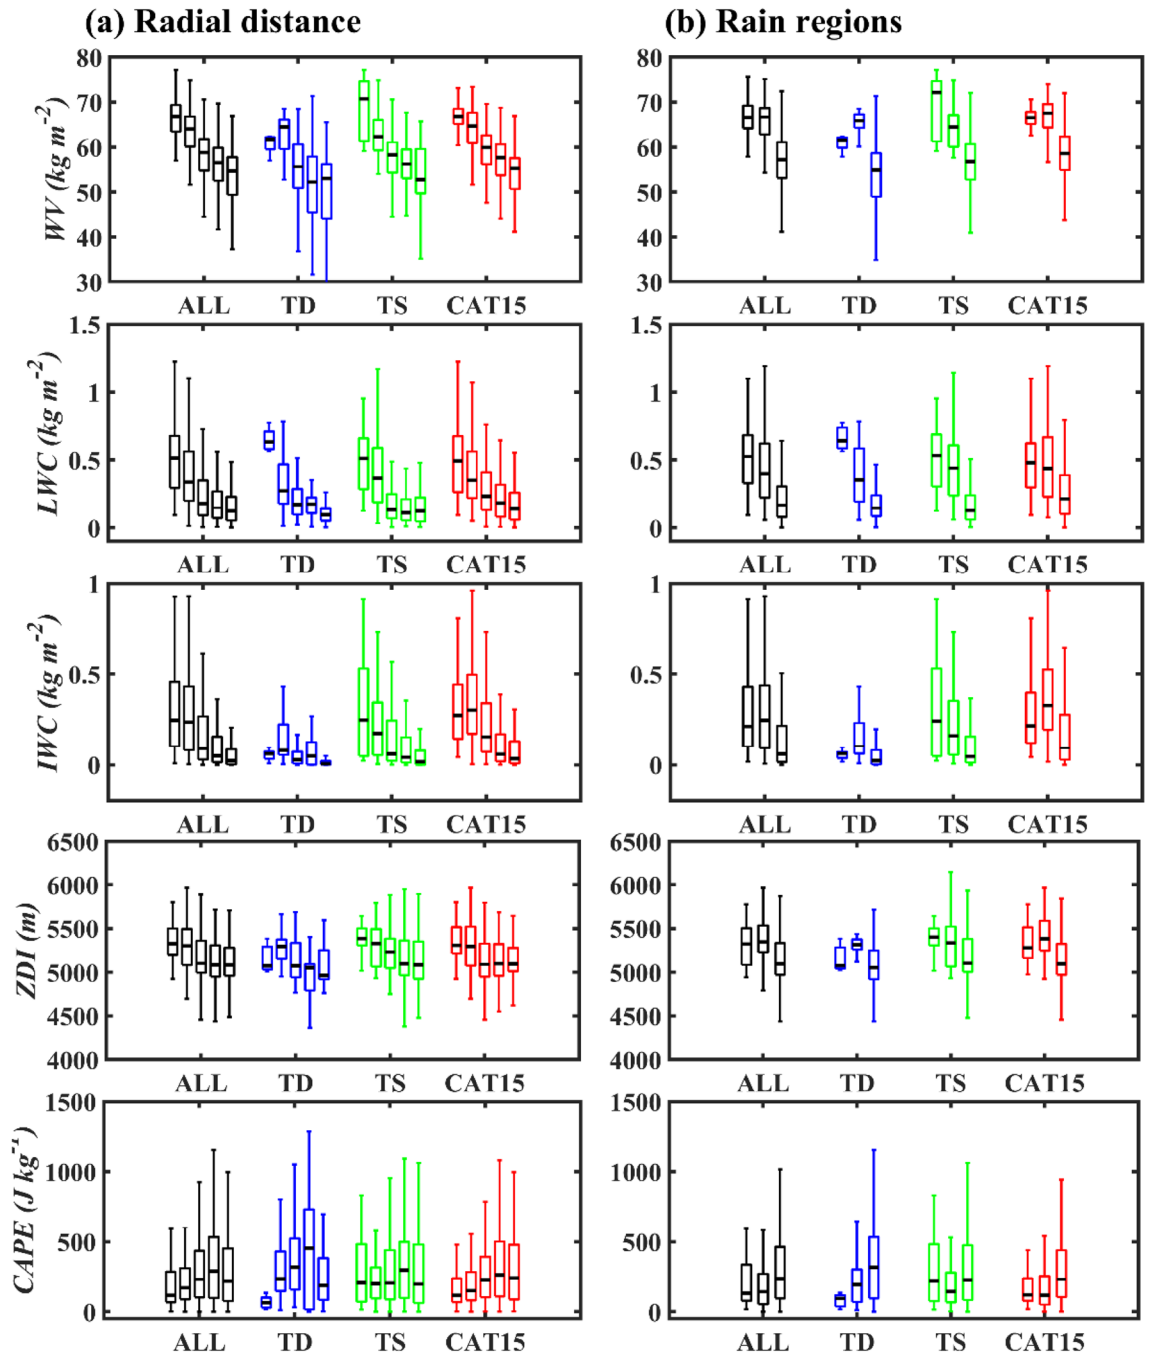 (a) Radial distance
(b) Rain regions
WV (kg m⁻²)
80
70
60
50
40
30
ALL TD TS CAT15
80
70
60
50
40
30
ALL TD TS CAT15
LWC (kg m⁻²)
1.5
1
0.5
0
ALL TD TS CAT15
1.5
1
0.5
0
ALL TD TS CAT15
IWC (kg m⁻²)
1
0.5
0
ALL TD TS CAT15
1
0.5
0
ALL TD TS CAT15
ZDI (m)
6500
6000
5500
5000
4500
4000
ALL TD TS CAT15
6500
6000
5500
5000
4500
4000
ALL TD TS CAT15
CAPE (J kg⁻¹)
1500
1000
500
0
ALL TD TS CAT15
1500
1000
500
0
ALL TD TS CAT15